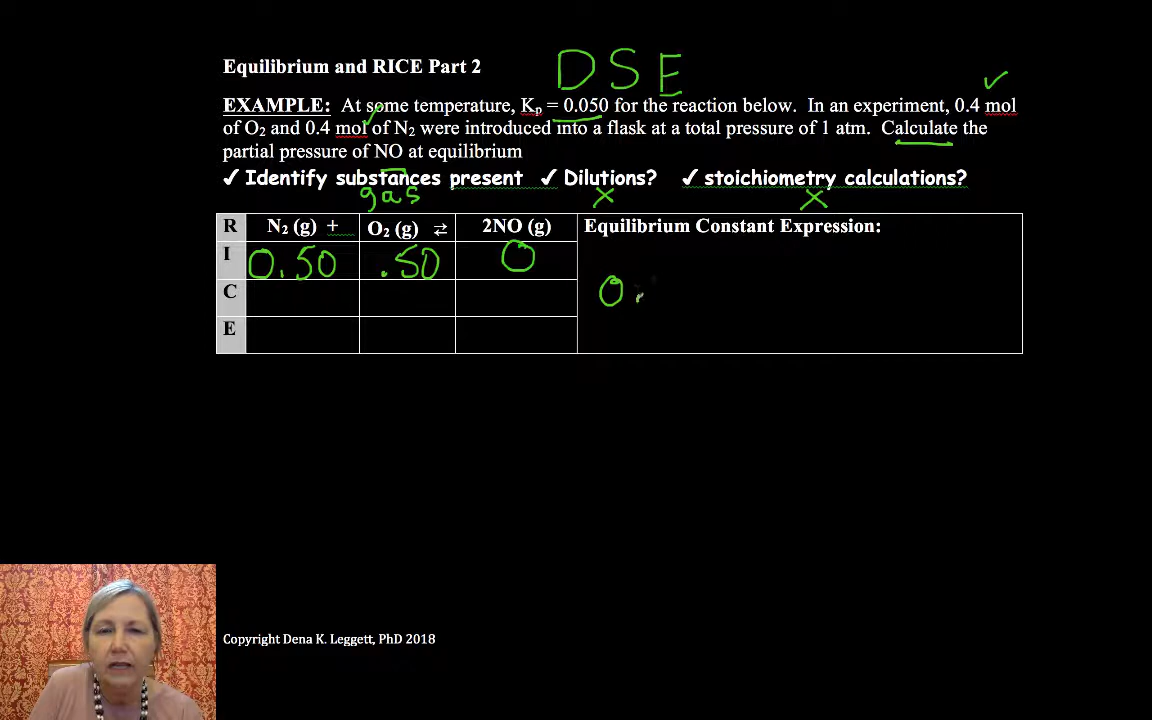 Equilibrium and RICE Part 2 DSE
EXAMPLE: At some temperature, Kp = 0.050 for the reaction below. In an experiment, 0.4 mol
of O₂ and 0.4 mol of N₂ were introduced into a flask at a total pressure of 1 atm. Calculate the
partial pressure of NO at equilibrium
✓ Identify substances present ✓ Dilutions? ✓ stoichiometry calculations?
gas X X
R N₂ (g) + O₂ (g) ⇄ 2NO (g) Equilibrium Constant Expression:
I 0.50 .50 0
C 0.
E
Copyright Dena K. Leggett, PhD 2018